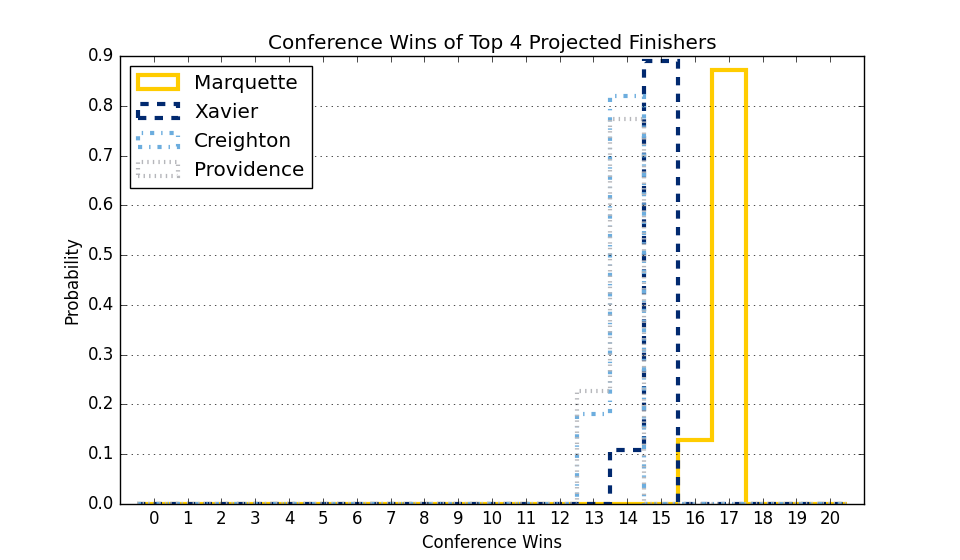 Conference Wins of Top 4 Projected Finishers
0.9
0.8
0.7
0.6
0.5
0.4
0.3
0.2
0.1
0.0
Probability
Marquette
Xavier
Creighton
Providence
0 1 2 3 4 5 6 7 8 9 10 11 12 13 14 15 16 17 18 19 20
Conference Wins